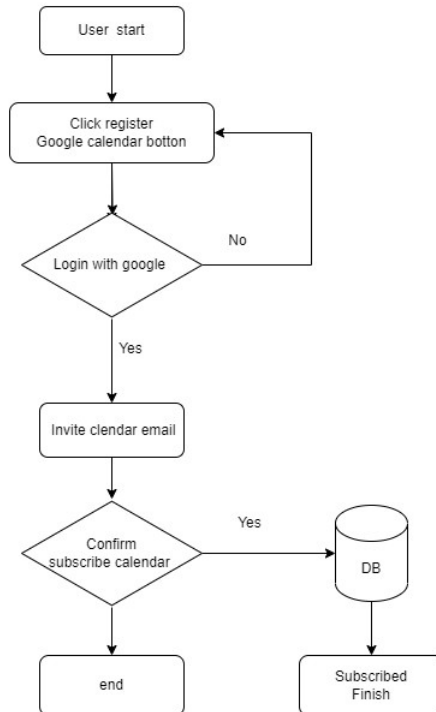 User start
Click register
Google calendar botton
No
Login with google
Yes
Invite clendar email
Yes
Confirm
subscribe calendar
DB
end
Subscribed
Finish